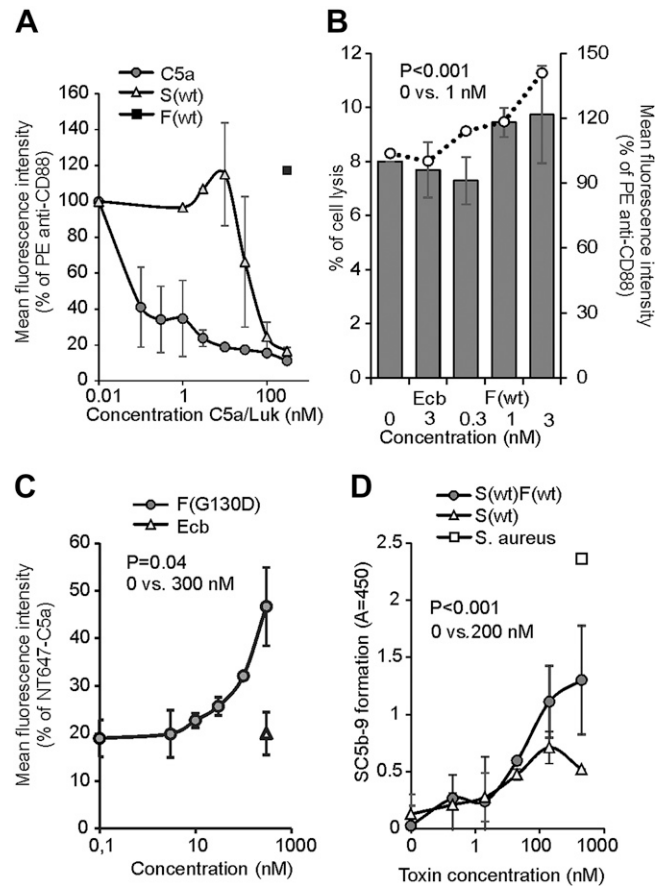 A
C5a
S(wt)
F(wt)
Mean fluorescence intensity
(% of PE anti-CD88)
160
140
120
100
80
60
40
20
0
0.01
1
100
Concentration C5a/Luk (nM)
B
P<0.001
0 vs. 1 nM
% of cell lysis
12
10
8
6
4
2
0
150
120
90
60
30
0
Mean fluorescence intensity
(% of PE anti-CD88)
Ecb
F(wt)
0
3
0.3
1
3
Concentration (nM)
C
F(G130D)
Ecb
P=0.04
0 vs. 300 nM
Mean fluorescence intensity
(% of NT647-C5a)
60
50
40
30
20
10
0
0,1
10
1000
Concentration (nM)
D
S(wt)F(wt)
S(wt)
S. aureus
P<0.001
0 vs.200 nM
SC5b-9 formation (A=450)
2.5
2
1.5
1
0.5
0
0
1
100
1000
Toxin concentration (nM)